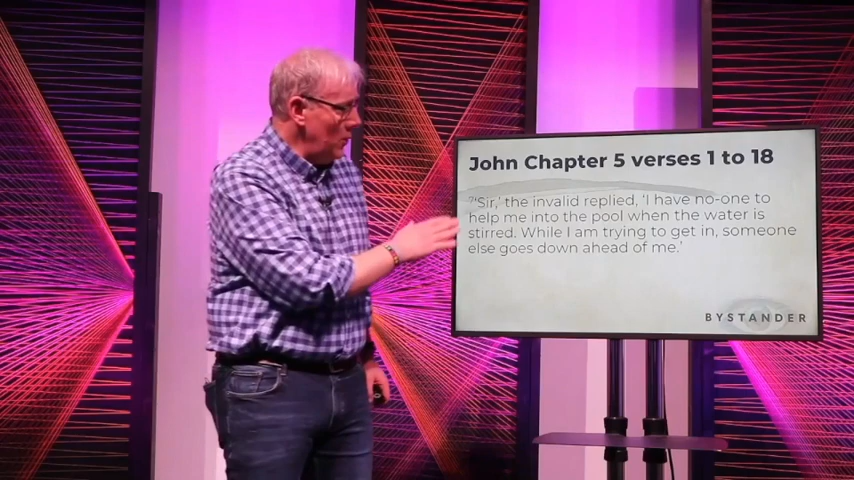 John Chapter 5 verses 1 to 18
⁷‘Sir,’ the invalid replied, ‘I have no-one to
help me into the pool when the water is
stirred. While I am trying to get in, someone
else goes down ahead of me.’
BYSTANDER